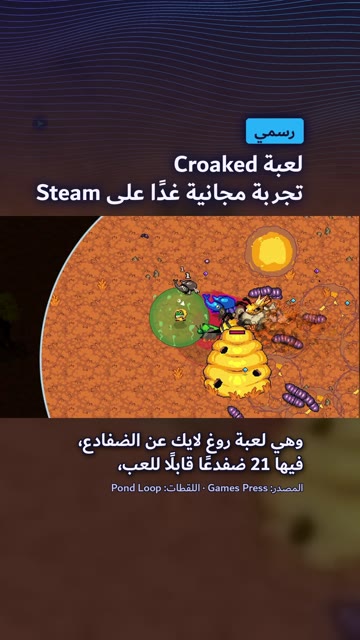 رسمي
لعبة Croaked
تجربة مجانية غدًا على Steam
وهي لعبة روغ لايك عن الضفادع،
فيها 21 ضفدعًا قابلًا للعب،
المصدر: Games Press · اللقطات: Pond Loop